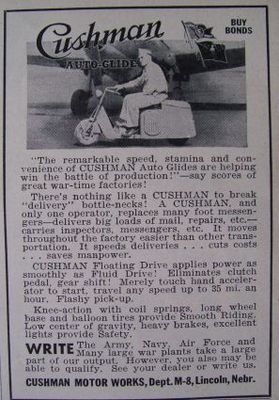 Cushman
AUTO-GLIDE
BUY
BONDS
"The remarkable speed, stamina and con-
venience of CUSHMAN Auto Glides are helping
win the battle of production!"—say scores of
great war-time factories!
There's nothing like a CUSHMAN to break
"delivery" bottle-necks! A CUSHMAN, and
only one operator, replaces many foot messen-
gers—delivers big loads of mail, repairs, etc.—
carries inspectors, messengers, etc. It moves
throughout the factory easier than other trans-
portation. It speeds deliveries . . . cuts costs
. . . saves manpower.
CUSHMAN Floating Drive applies power as
smoothly as Fluid Drive! Eliminates clutch
pedal, gear shift! Merely touch hand acceler-
ator to start, travel any speed up to 35 mi. an
hour. Flashy pick-up.
Knee-action with coil springs, long wheel
base and balloon tires provide Smooth Riding.
Low center of gravity, heavy brakes, excellent
lights provide Safety.
WRITE The Army, Navy, Air Force and
Many large war plants take a large
part of our output. However, you also may be
able to qualify. See your dealer or write us.
CUSHMAN MOTOR WORKS, Dept. M-8, Lincoln, Nebr.